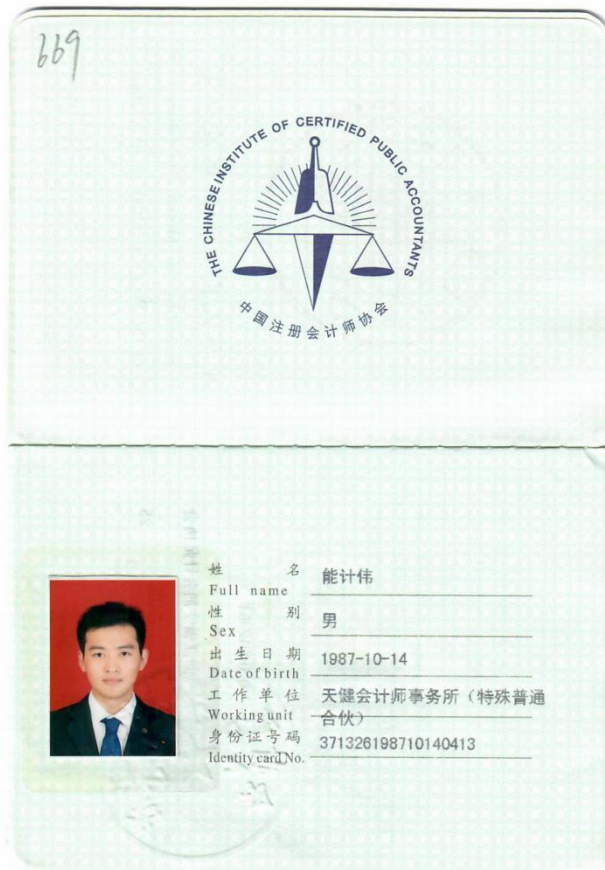 669
THE CHINESE INSTITUTE OF CERTIFIED PUBLIC ACCOUNTANTS
中国注册会计师协会
姓 名 能计伟
Full name
性 别 男
Sex
出生日期 1987-10-14
Date of birth
工作单位 天健会计师事务所（特殊普通
Working unit 合伙）
身份证号码 371326198710140413
Identity card No.